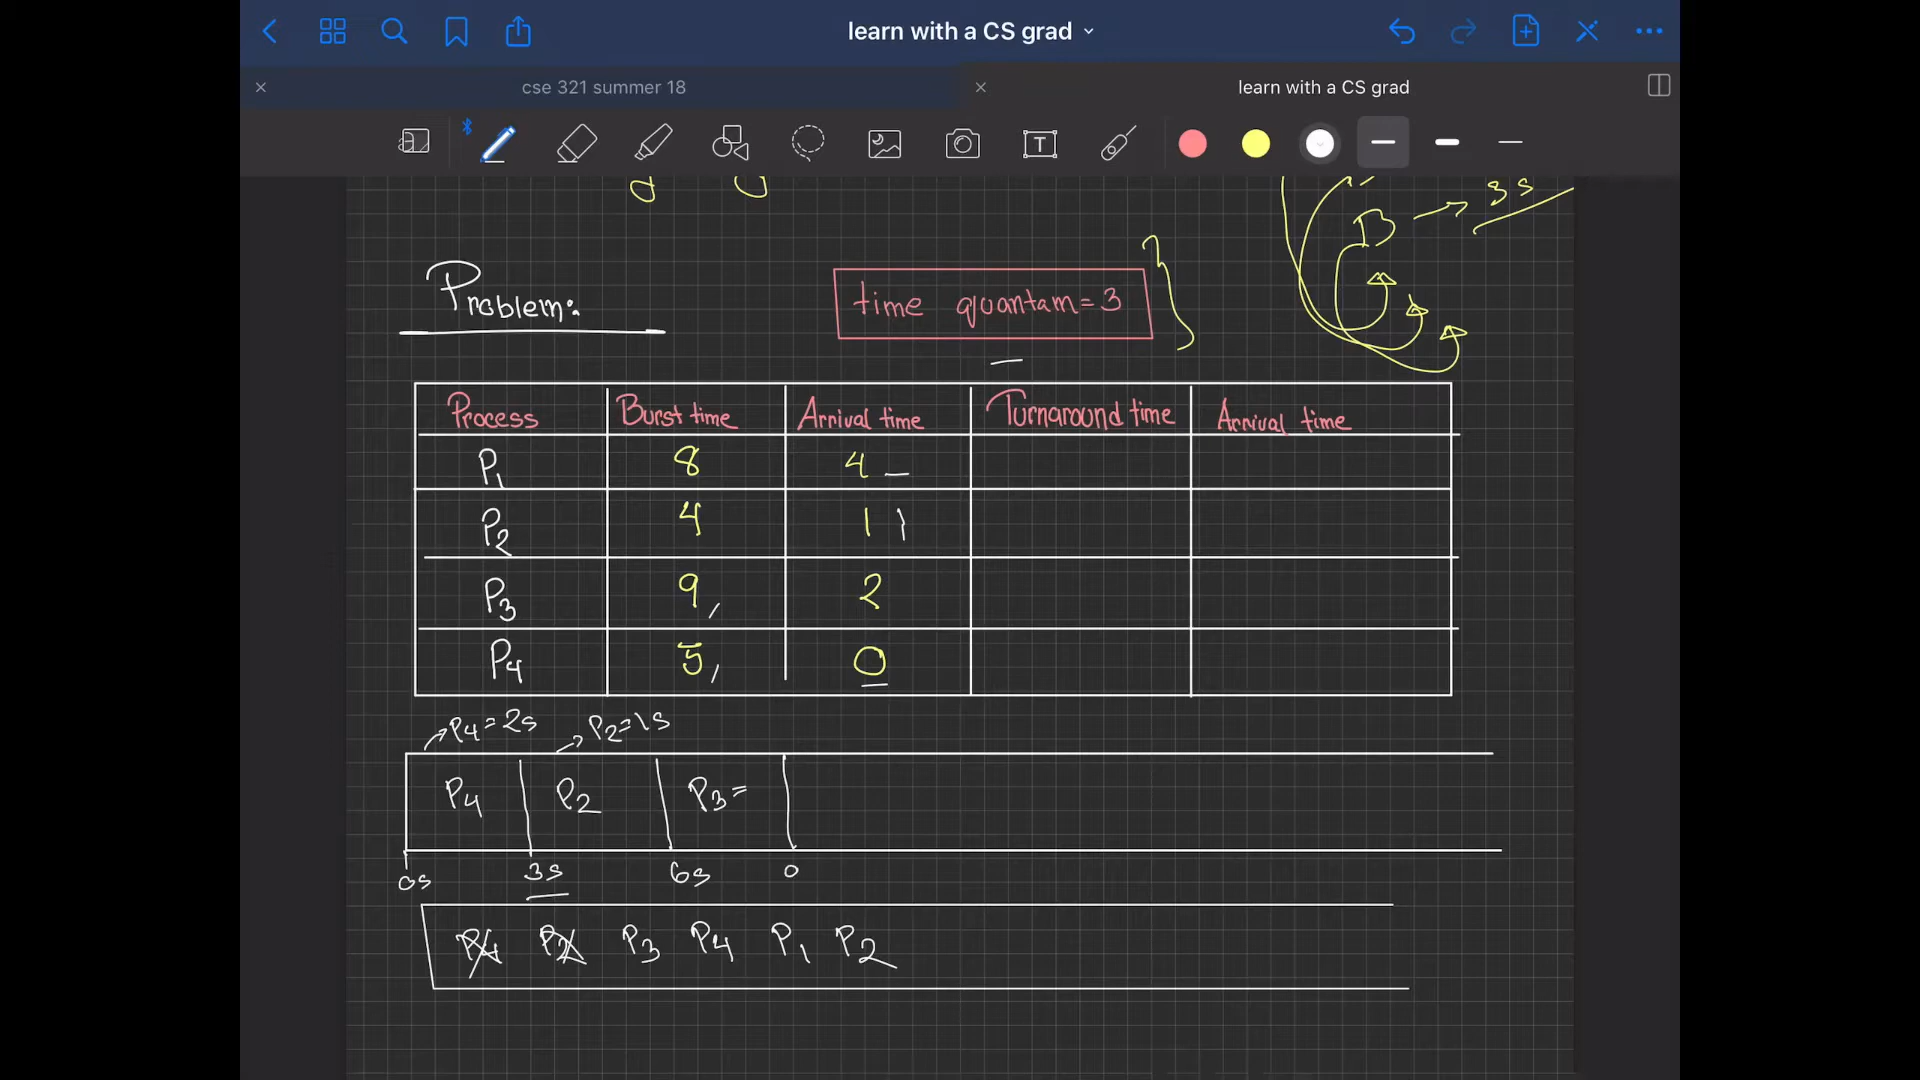 learn with a CS grad
cse 321 summer 18
learn with a CS grad
T
B → 3s
Problem:
time quantam = 3
Process Burst time Arrival time Turnaround time Arrival time
P1 8 4
P2 4 1
P3 9 2
P4 5 0
P4 = 2s P2 = 1s
P4 P2 P3 =
0s 3s 6s 0
P4 P2 P3 P4 P1 P2